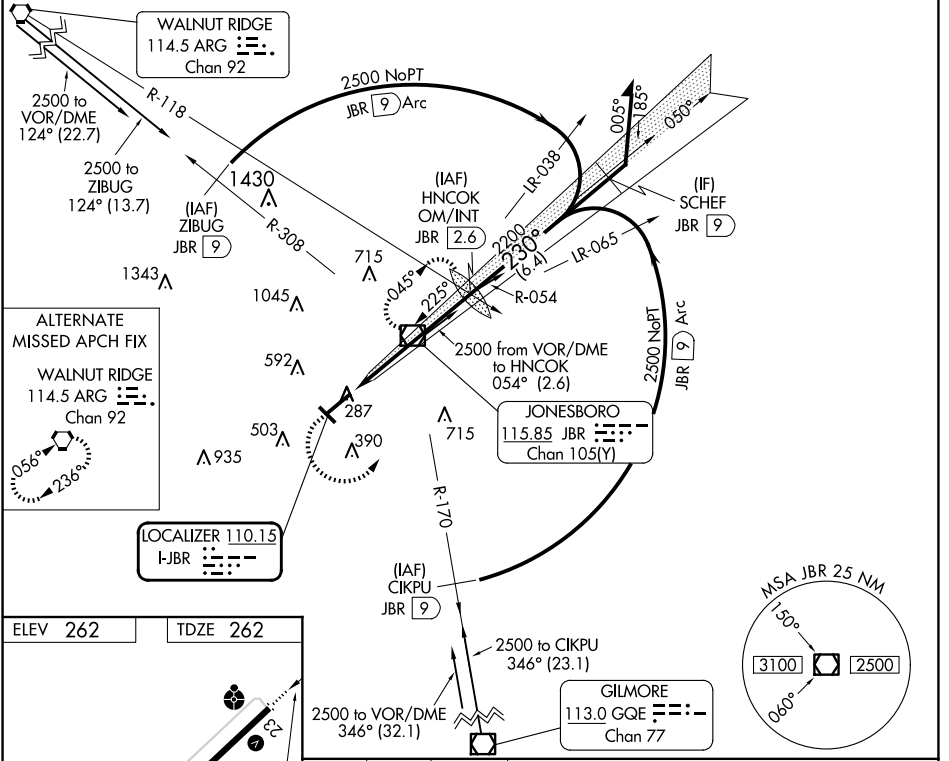 WALNUT RIDGE
114.5 ARG
Chan 92
2500 to
VOR/DME
124° (22.7)
2500 to
ZIBUG
124° (13.7)
R-118
2500 NoPT
JBR 9 Arc
(IAF)
ZIBUG
JBR 9
1430
R-308
(IAF)
HNCOK
OM/INT
JBR 2.6
LR-038
005°
185°
050°
(IF)
SCHEF
JBR 9
2200
230°
(6.4)
LR-065
R-054
715
045°
225°
1343
1045
592
503
935
287
390
715
2500 from VOR/DME
to HNCOK
054° (2.6)
2500 NoPT
JBR 9 Arc
ALTERNATE
MISSED APCH FIX
WALNUT RIDGE
114.5 ARG
Chan 92
056°
236°
JONESBORO
115.85 JBR
Chan 105(Y)
LOCALIZER 110.15
I-JBR
R-170
(IAF)
CIKPU
JBR 9
2500 to CIKPU
346° (23.1)
2500 to VOR/DME
346° (32.1)
GILMORE
113.0 GQE
Chan 77
MSA JBR 25 NM
150°
3100
2500
060°
ELEV 262
TDZE 262
23
V